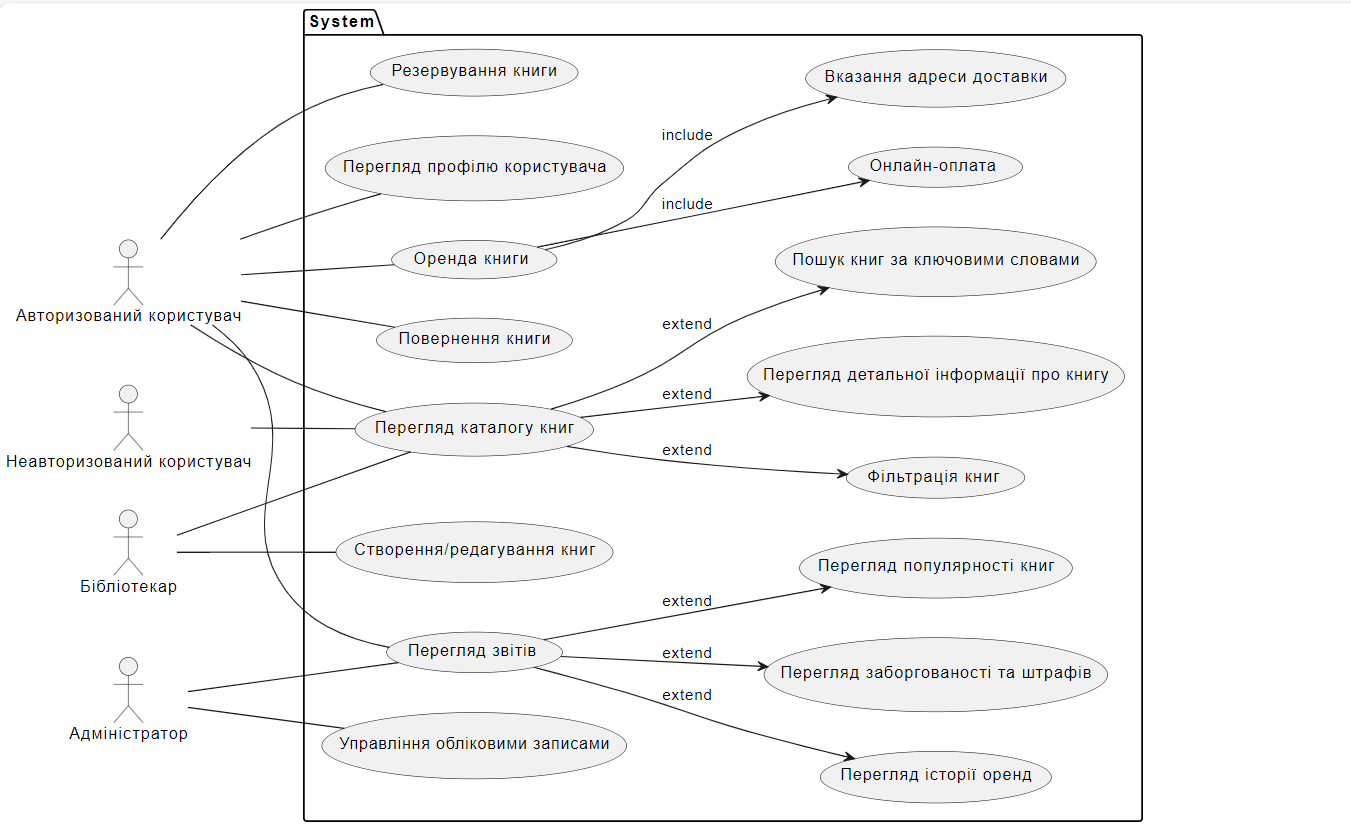 System
Резервування книги
Вказання адреси доставки
include
Перегляд профілю користувача
Онлайн-оплата
include
Оренда книги
Пошук книг за ключовими словами
Авторизований користувач
extend
Повернення книги
Перегляд детальної інформації про книгу
extend
Перегляд каталогу книг
extend
Неавторизований користувач
Фільтрація книг
Створення/редагування книг
Перегляд популярності книг
Бібліотекар
extend
Перегляд звітів
extend
Перегляд заборгованості та штрафів
extend
Адміністратор
Управління обліковими записами
Перегляд історії оренд